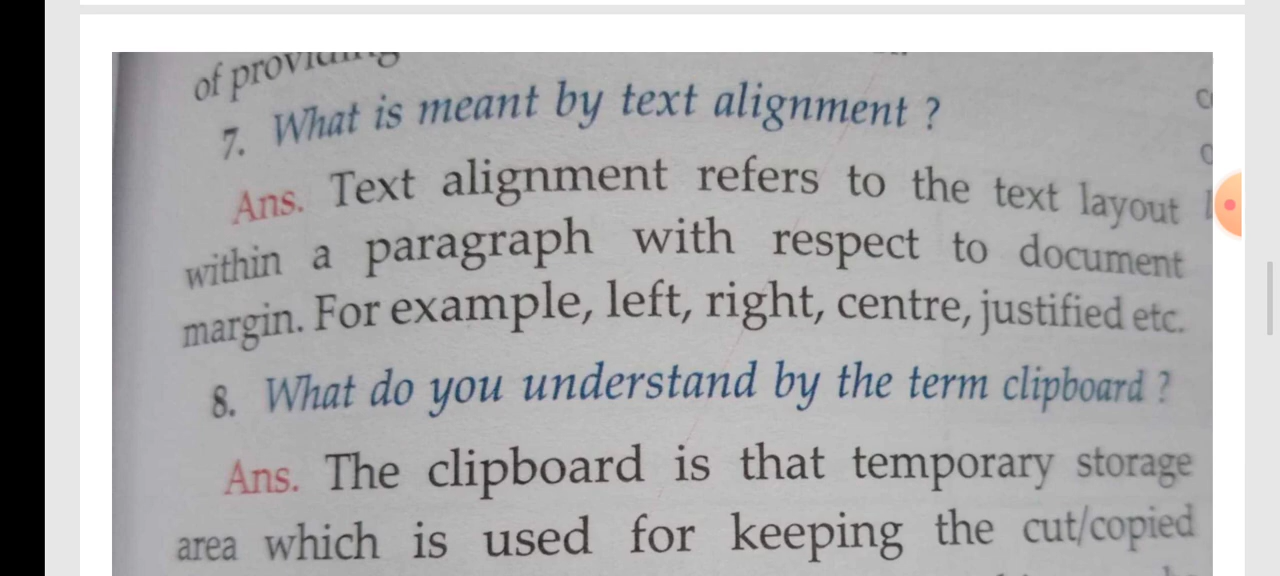 of providing
7. What is meant by text alignment ?
Ans. Text alignment refers to the text layout
within a paragraph with respect to document
margin. For example, left, right, centre, justified etc.
8. What do you understand by the term clipboard ?
Ans. The clipboard is that temporary storage
area which is used for keeping the cut/copied